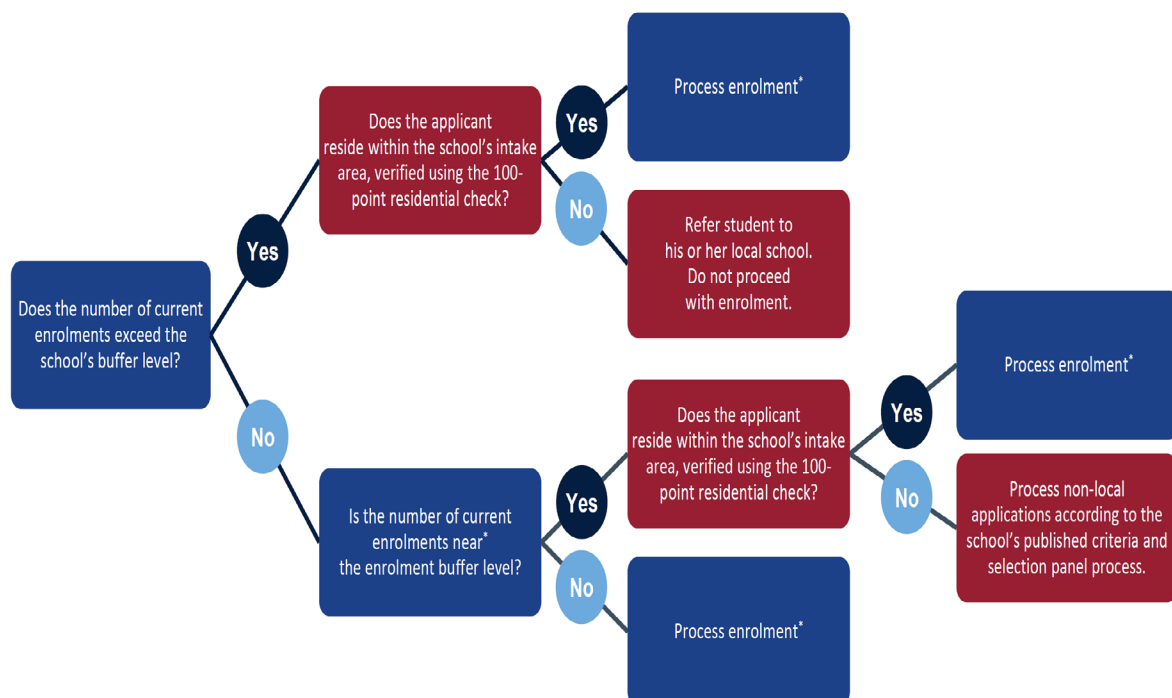 Does the number of current
enrolments exceed the
school's buffer level?
Yes
Does the applicant
reside within the school's intake
area, verified using the 100-
point residential check?
Yes
Process enrolment*
No
Refer student to
his or her local school.
Do not proceed
with enrolment.
No
Is the number of current
enrolments near*
the enrolment buffer level?
Yes
Does the applicant
reside within the school's intake
area, verified using the 100-
point residential check?
Yes
Process enrolment*
No
Process non-local
applications according to the
school's published criteria and
selection panel process.
No
Process enrolment*